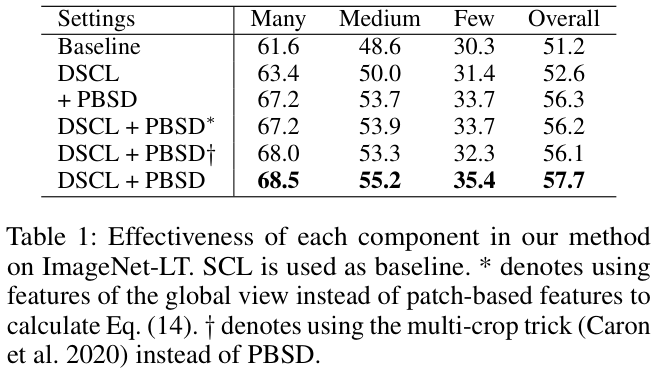 Settings Many Medium Few Overall
Baseline 61.6 48.6 30.3 51.2
DSCL 63.4 50.0 31.4 52.6
+ PBSD 67.2 53.7 33.7 56.3
DSCL + PBSD* 67.2 53.9 33.7 56.2
DSCL + PBSD† 68.0 53.3 32.3 56.1
DSCL + PBSD 68.5 55.2 35.4 57.7
Table 1: Effectiveness of each component in our method
on ImageNet-LT. SCL is used as baseline. * denotes using
features of the global view instead of patch-based features to
calculate Eq. (14). † denotes using the multi-crop trick (Caron
et al. 2020) instead of PBSD.